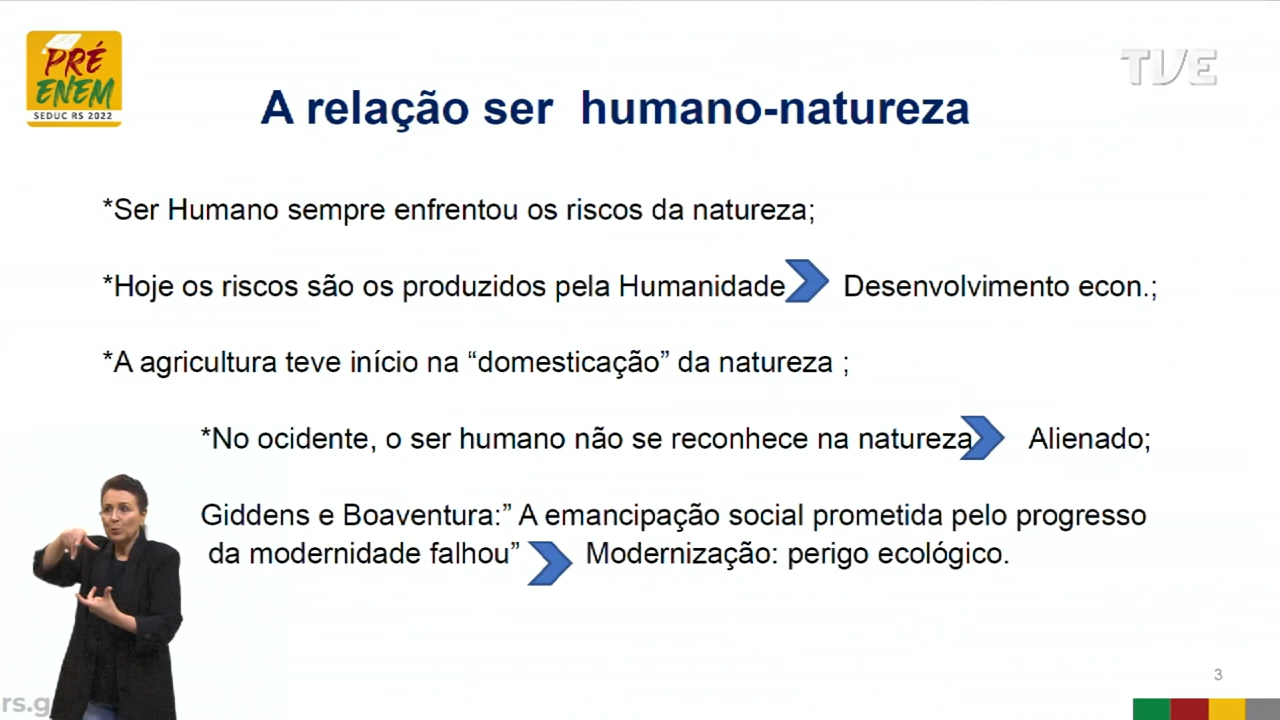 PRÉ
ENEM
SEDUC RS 2022
TVE
A relação ser humano-natureza
*Ser Humano sempre enfrentou os riscos da natureza;
*Hoje os riscos são os produzidos pela Humanidade Desenvolvimento econ.;
*A agricultura teve início na “domesticação” da natureza ;
*No ocidente, o ser humano não se reconhece na natureza Alienado;
Giddens e Boaventura:” A emancipação social prometida pelo progresso
da modernidade falhou” Modernização: perigo ecológico.
3
rs.g